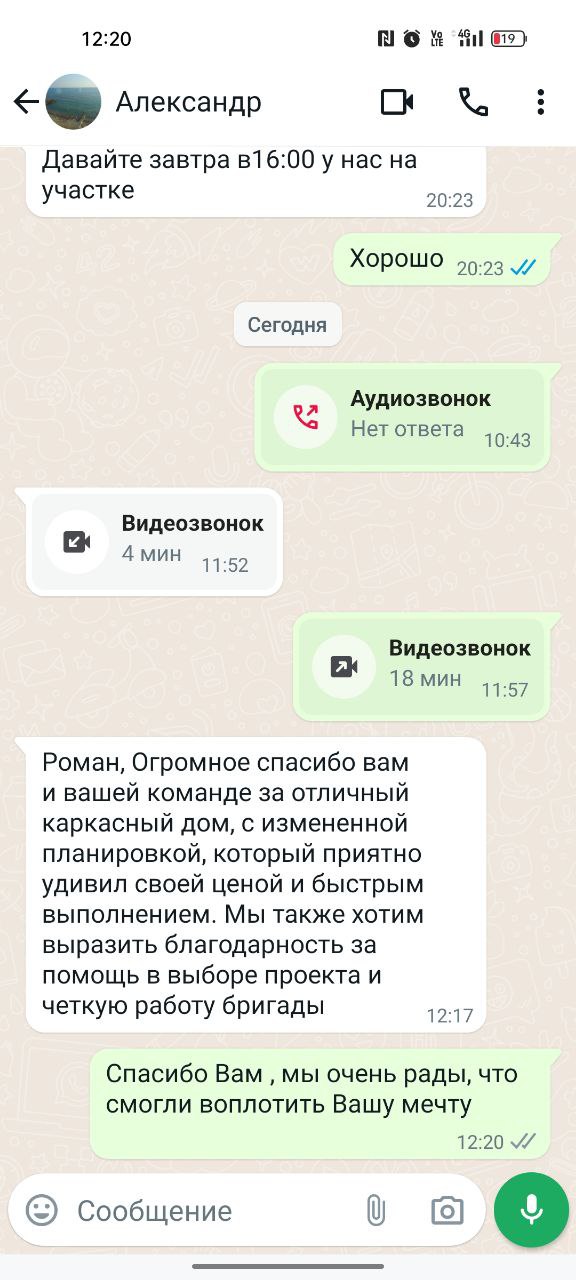 12:20
Vo
LTE
4G
19
Александр
Давайте завтра в16:00 у нас на
участке
20:23
Хорошо
20:23
Сегодня
Аудиозвонок
Нет ответа
10:43
Видеозвонок
4 мин
11:52
Видеозвонок
18 мин
11:57
Роман, Огромное спасибо вам
и вашей команде за отличный
каркасный дом, с измененной
планировкой, который приятно
удивил своей ценой и быстрым
выполнением. Мы также хотим
выразить благодарность за
помощь в выборе проекта и
четкую работу бригады
12:17
Спасибо Вам , мы очень рады, что
смогли воплотить Вашу мечту
12:20
Сообщение